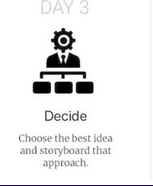 DAY 3
Decide
Choose the best idea
and storyboard that
approach.